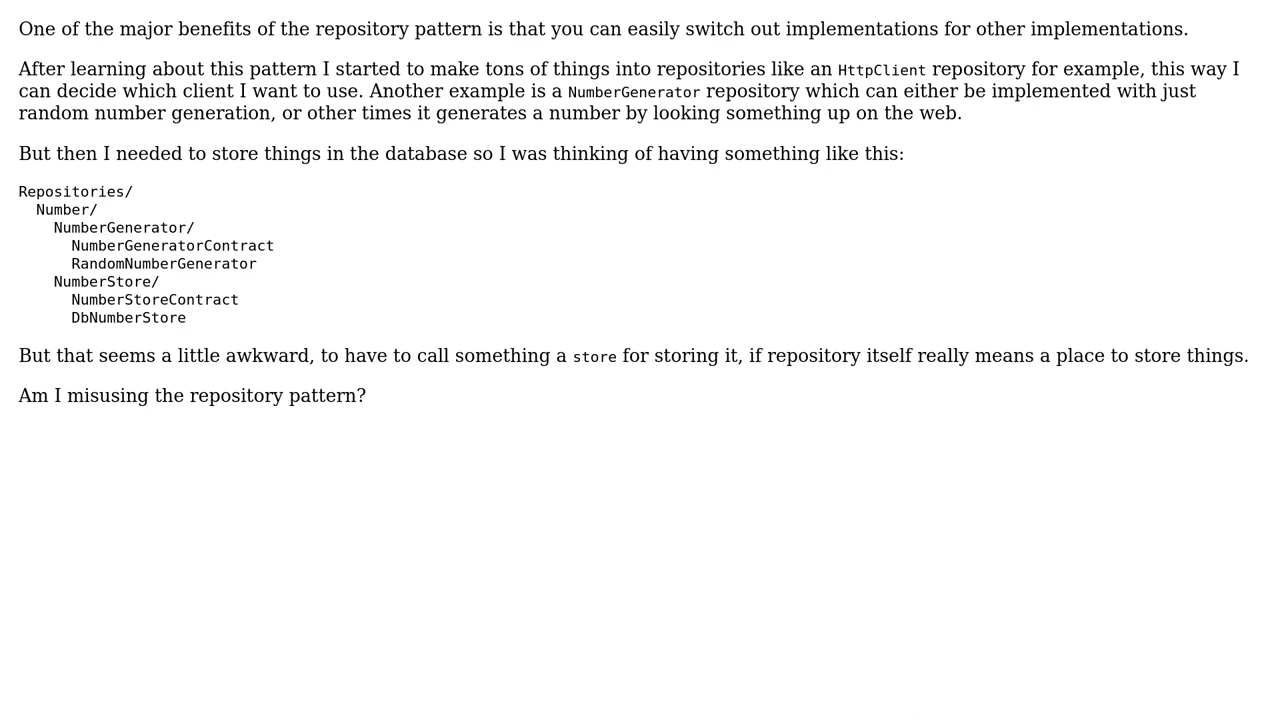 One of the major benefits of the repository pattern is that you can easily switch out implementations for other implementations.
After learning about this pattern I started to make tons of things into repositories like an HttpClient repository for example, this way I
can decide which client I want to use. Another example is a NumberGenerator repository which can either be implemented with just
random number generation, or other times it generates a number by looking something up on the web.
But then I needed to store things in the database so I was thinking of having something like this:
Repositories/
  Number/
    NumberGenerator/
      NumberGeneratorContract
      RandomNumberGenerator
    NumberStore/
      NumberStoreContract
      DbNumberStore
But that seems a little awkward, to have to call something a store for storing it, if repository itself really means a place to store things.
Am I misusing the repository pattern?